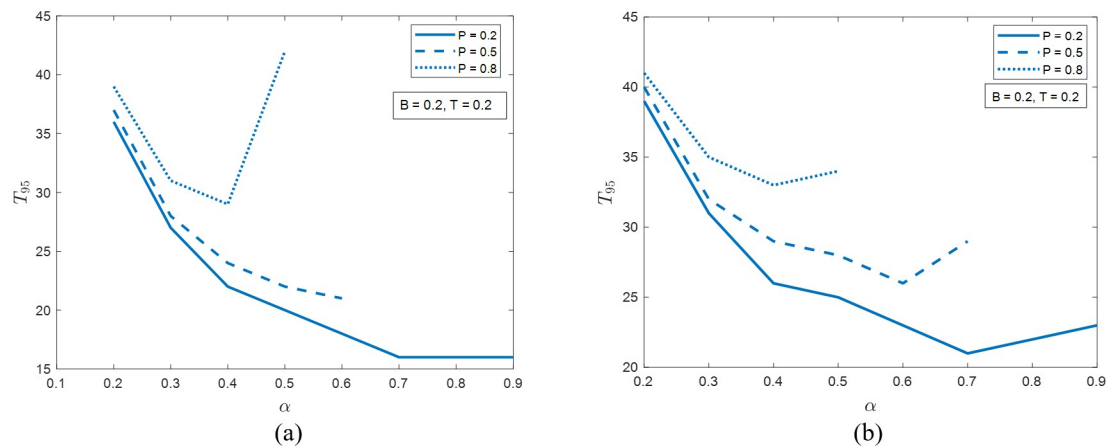 45
40
35
30
25
20
15
T95
0.1 0.2 0.3 0.4 0.5 0.6 0.7 0.8 0.9
α
P = 0.2
P = 0.5
P = 0.8
B = 0.2, T = 0.2
(a)
45
40
35
30
25
20
T95
0.2 0.3 0.4 0.5 0.6 0.7 0.8 0.9
α
P = 0.2
P = 0.5
P = 0.8
B = 0.2, T = 0.2
(b)